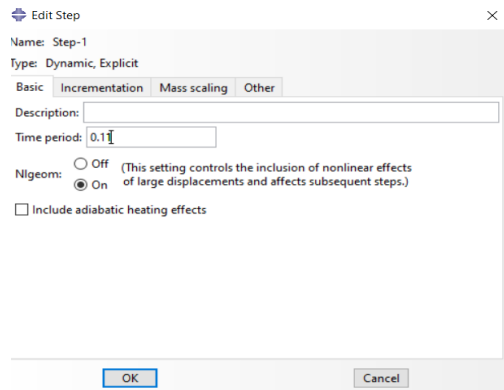 Edit Step
Name: Step-1
Type: Dynamic, Explicit
Basic Incrementation Mass scaling Other
Description:
Time period: 0.11
Nlgeom: Off (This setting controls the inclusion of nonlinear effects
On of large displacements and affects subsequent steps.)
Include adiabatic heating effects
OK Cancel